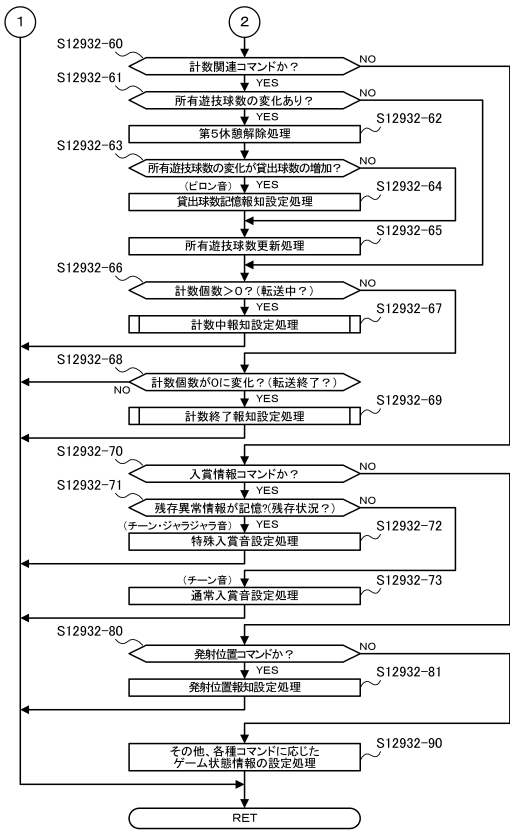 1
2
S12932-60
計数関連コマンドか？
NO
YES
S12932-61
所有遊技球数の変化あり？
NO
YES
S12932-62
第5休憩解除処理
S12932-63
所有遊技球数の変化が貸出球数の増加？
NO
(ピロン音) YES
S12932-64
貸出球数記憶報知設定処理
S12932-65
所有遊技球数更新処理
S12932-66
計数個数＞0？(転送中？)
NO
YES
S12932-67
計数中報知設定処理
S12932-68
計数個数が0に変化？(転送終了？)
NO
YES
S12932-69
計数終了報知設定処理
S12932-70
入賞情報コマンドか？
NO
YES
S12932-71
残存異常情報が記憶?(残存状況？)
NO
(チーン・ジャラジャラ音) YES
S12932-72
特殊入賞音設定処理
(チーン音)
S12932-73
通常入賞音設定処理
S12932-80
発射位置コマンドか？
NO
YES
S12932-81
発射位置報知設定処理
S12932-90
その他、各種コマンドに応じた
ゲーム状態情報の設定処理
RET